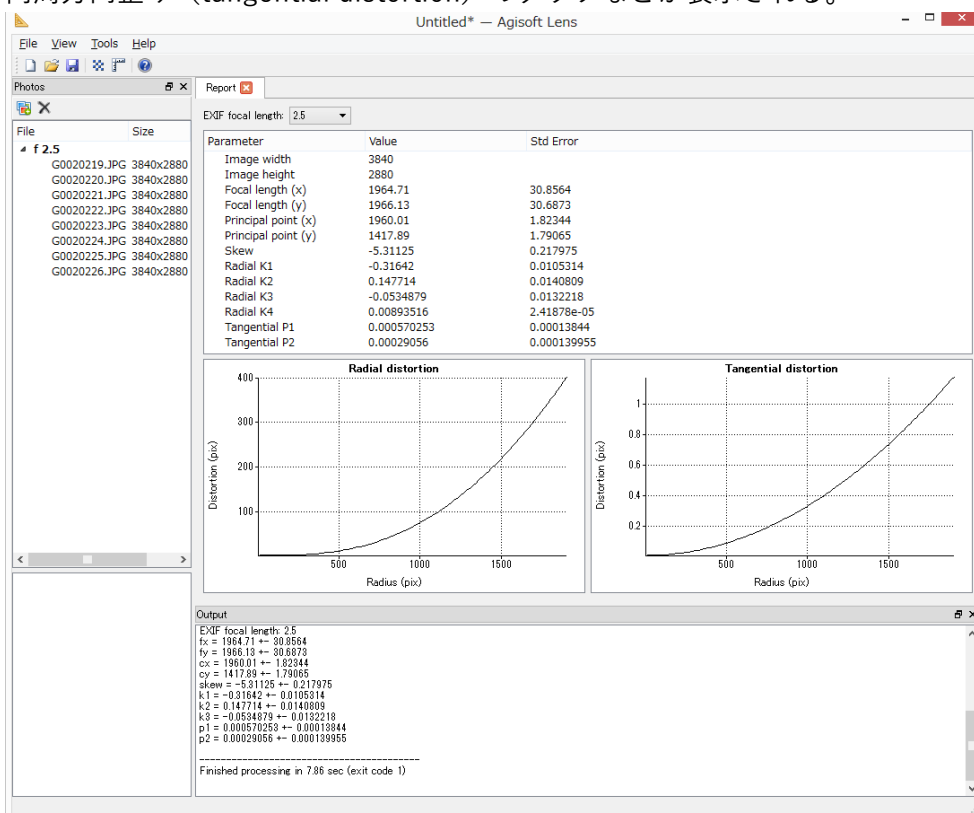 (tangential distortion)
Untitled* — Agisoft Lens
File View Tools Help
Photos
File Size
f 2.5
G0020219.JPG 3840x2880
G0020220.JPG 3840x2880
G0020221.JPG 3840x2880
G0020222.JPG 3840x2880
G0020223.JPG 3840x2880
G0020224.JPG 3840x2880
G0020225.JPG 3840x2880
G0020226.JPG 3840x2880
Report
EXIF focal length: 2.5
Parameter Value Std Error
Image width 3840
Image height 2880
Focal length (x) 1964.71 30.8564
Focal length (y) 1966.13 30.6873
Principal point (x) 1960.01 1.82344
Principal point (y) 1417.89 1.79065
Skew -5.31125 0.217975
Radial K1 -0.31642 0.0105314
Radial K2 0.147714 0.0140809
Radial K3 -0.0534879 0.0132218
Radial K4 0.00893516 2.41878e-05
Tangential P1 0.000570253 0.00013844
Tangential P2 0.00029056 0.000139955
Radial distortion
400
300
200
100
Distortion (pix)
500 1000 1500
Radius (pix)
Tangential distortion
1
0.8
0.6
0.4
0.2
Distortion (pix)
500 1000 1500
Radius (pix)
Output
EXIF focal length: 2.5
fx = 1964.71 +- 30.8564
fy = 1966.13 +- 30.6873
cx = 1960.01 +- 1.82344
cy = 1417.89 +- 1.79065
skew = -5.31125 +- 0.217975
k1 = -0.31642 +- 0.0105314
k2 = 0.147714 +- 0.0140809
k3 = -0.0534879 +- 0.0132218
p1 = 0.000570253 +- 0.00013844
p2 = 0.00029056 +- 0.000139955
----------------------------------------
Finished processing in 7.86 sec (exit code 1)